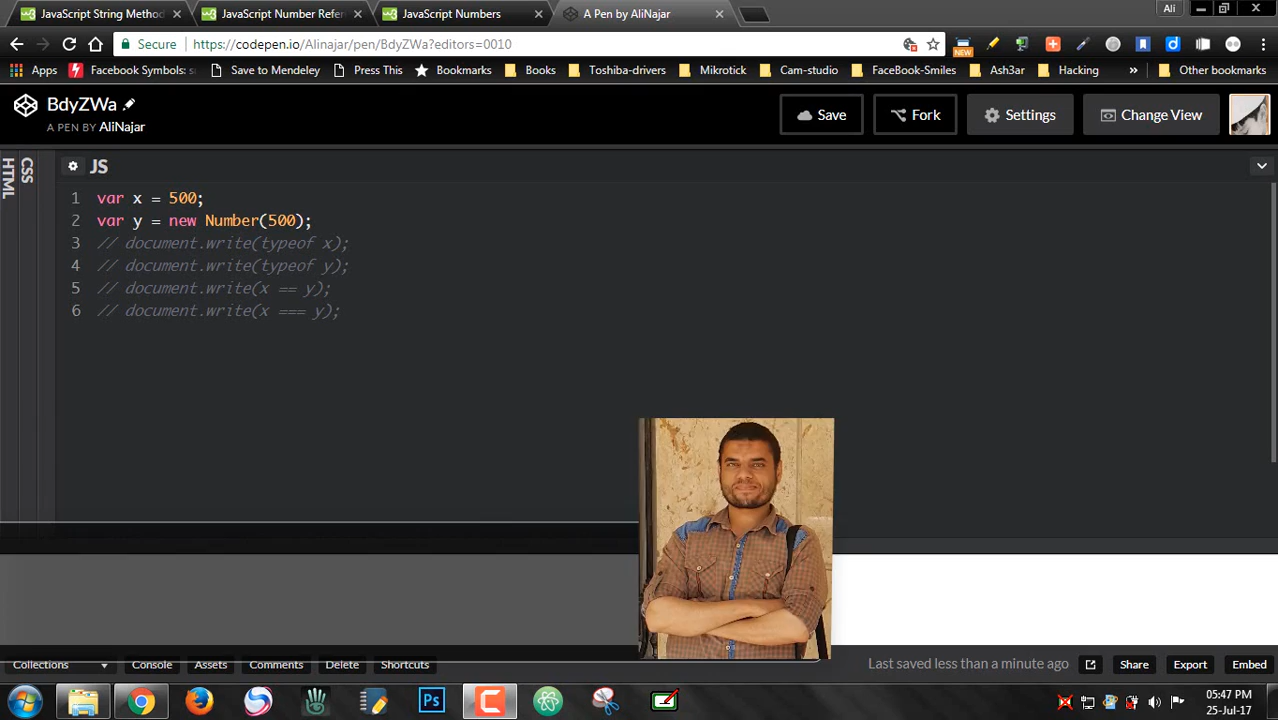 JavaScript String Method
JavaScript Number Refer
JavaScript Numbers
A Pen by AliNajar
Ali
Secure
https://codepen.io/Alinajar/pen/BdyZWa?editors=0010
NEW
Apps
Facebook Symbols: s
Save to Mendeley
Press This
Bookmarks
Books
Toshiba-drivers
Mikrotick
Cam-studio
FaceBook-Smiles
Ash3ar
Hacking
»
Other bookmarks
BdyZWa
A PEN BY AliNajar
Save
Fork
Settings
Change View
HTML
CSS
JS
1 var x = 500;
2 var y = new Number(500);
3 // document.write(typeof x);
4 // document.write(typeof y);
5 // document.write(x == y);
6 // document.write(x === y);
Collections
Console
Assets
Comments
Delete
Shortcuts
Last saved less than a minute ago
Share
Export
Embed
Ps
05:47 PM
25-Jul-17